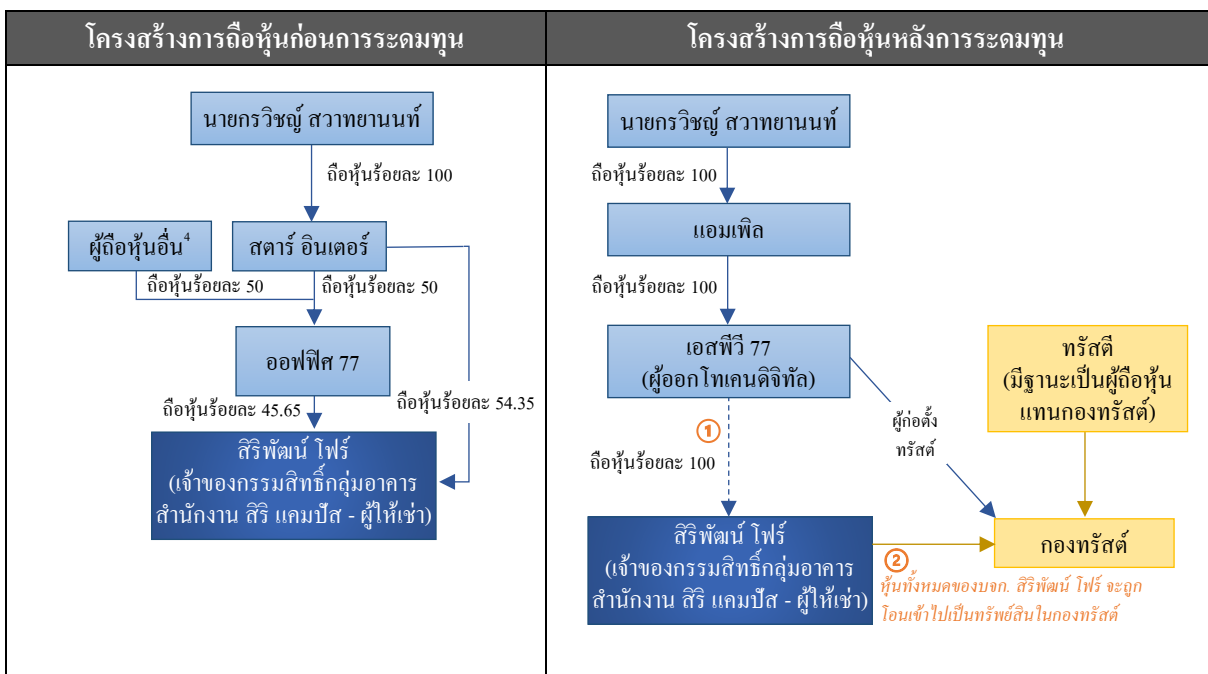 โครงสร้างการถือหุ้นก่อนการระดมทุน
นายกรวิชญ์ สวาทยานนท์
ถือหุ้นร้อยละ 100
ผู้ถือหุ้นอื่น4
สตาร์ อินเตอร์
ถือหุ้นร้อยละ 50
ถือหุ้นร้อยละ 50
ออฟฟิศ 77
ถือหุ้นร้อยละ 45.65
ถือหุ้นร้อยละ 54.35
สิริพัฒน์ โฟร์
(เจ้าของกรรมสิทธิ์กลุ่มอาคาร
สำนักงาน สิริ แคมปัส - ผู้ให้เช่า)
โครงสร้างการถือหุ้นหลังการระดมทุน
นายกรวิชญ์ สวาทยานนท์
ถือหุ้นร้อยละ 100
แอมเพิล
ถือหุ้นร้อยละ 100
เอสพีวี 77
(ผู้ออกโทเคนดิจิทัล)
ทรัสตี
(มีฐานะเป็นผู้ถือหุ้น
แทนกองทรัสต์)
①
ถือหุ้นร้อยละ 100
ผู้ก่อตั้ง
ทรัสต์
สิริพัฒน์ โฟร์
(เจ้าของกรรมสิทธิ์กลุ่มอาคาร
สำนักงาน สิริ แคมปัส - ผู้ให้เช่า)
กองทรัสต์
②
หุ้นทั้งหมดของบจก. สิริพัฒน์ โฟร์ จะถูก
โอนเข้าไปเป็นทรัพย์สินในกองทรัสต์